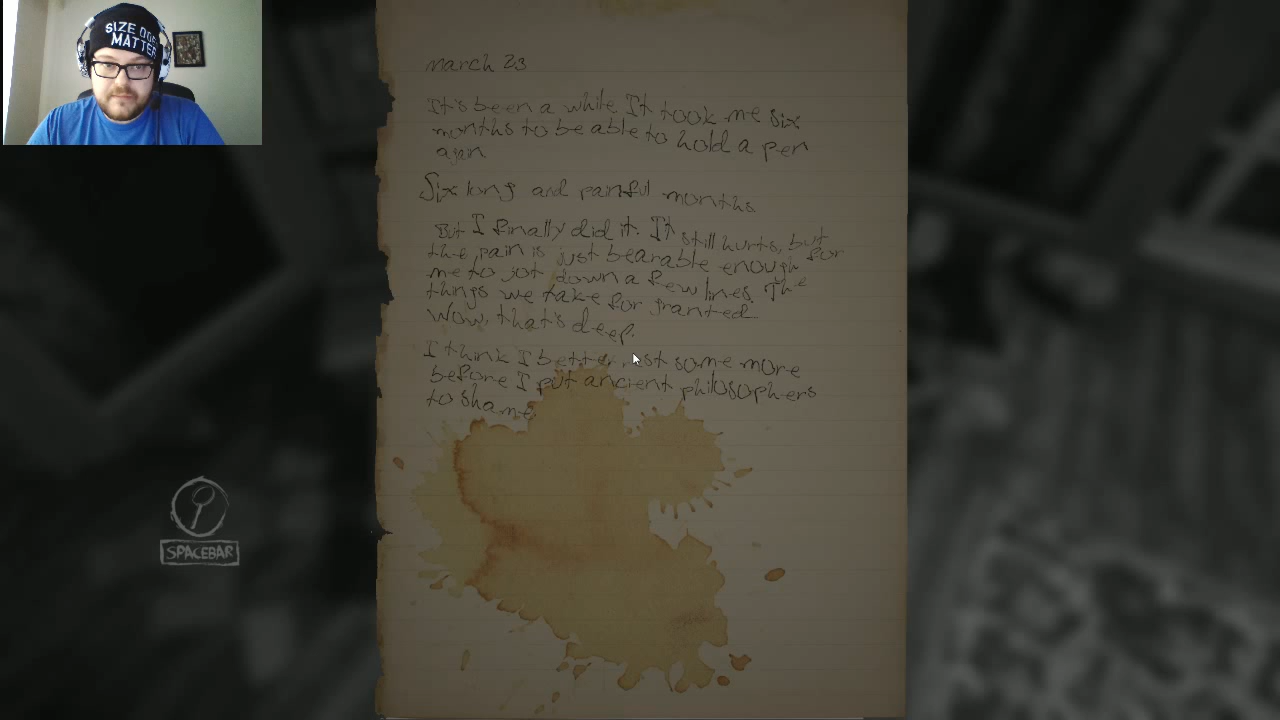 SIZE DOES
MATTER
march 23
It's been a while. It took me six
months to be able to hold a pen
again
Six long and painful months
But I finally did it. It still hurts, but
the pain is just bearable enough for
me to jot down a few lines. The
things we take for granted
Wow, that's deep.
I think I better rest some more
before I put ancient philosophers
to shame.
SPACEBAR